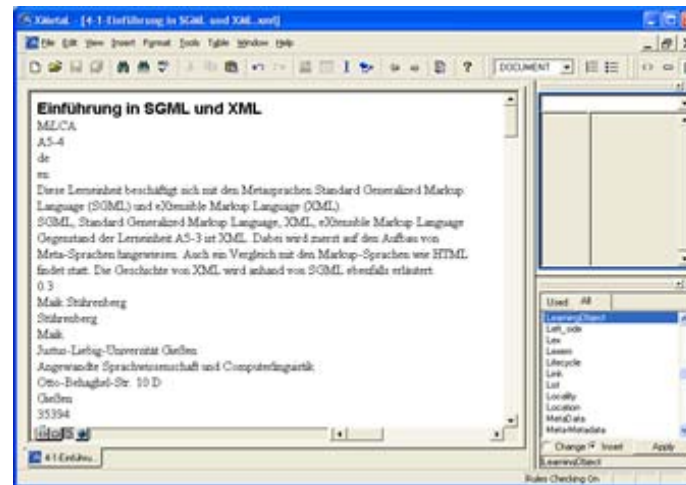 XMetaL - [4-1-Einführung in SGML und XML.xml]
File Edit View Insert Format Tools Table Window Help
DOCUMENT
Einführung in SGML und XML
MiLCA
A5-4
de
en
Diese Lerneinheit beschäftigt sich mit den Metasprachen Standard Generalized Markup
Language (SGML) und eXtensible Markup Language (XML).
SGML, Standard Generalized Markup Language, XML, eXtensible Markup Language
Gegenstand der Lerneinheit A5-3 ist XML. Dabei wird zuerst auf den Aufbau von
Meta-Sprachen hingewiesen. Auch ein Vergleich mit den Markup-Sprachen wie HTML
findet statt. Die Geschichte von XML wird anhand von SGML ebenfalls erläutert.
0.3
Maik Stührenberg
Stührenberg
Maik
Justus-Liebig-Universität Gießen
Angewandte Sprachwissenschaft und Computerlinguistik
Otto-Behaghel-Str. 10 D
Gießen
35394
Used All
LearningObject
Left_side
Lex
Lexem
Lifecycle
Link
List
Locality
Location
MetaData
Meta-Metadata
Change Insert Apply
LearningObject
4-1-Einführu...
Rules Checking On